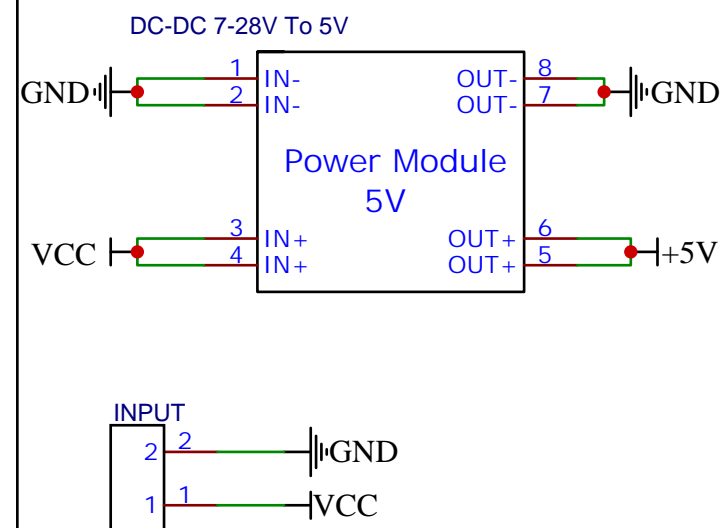 DC-DC 7-28V To 5V
1 IN- OUT- 8
GND GND
2 IN- OUT- 7
Power Module
5V
3 IN+ OUT+ 6
VCC +5V
4 IN+ OUT+ 5
INPUT
2 2 GND
1 1 VCC